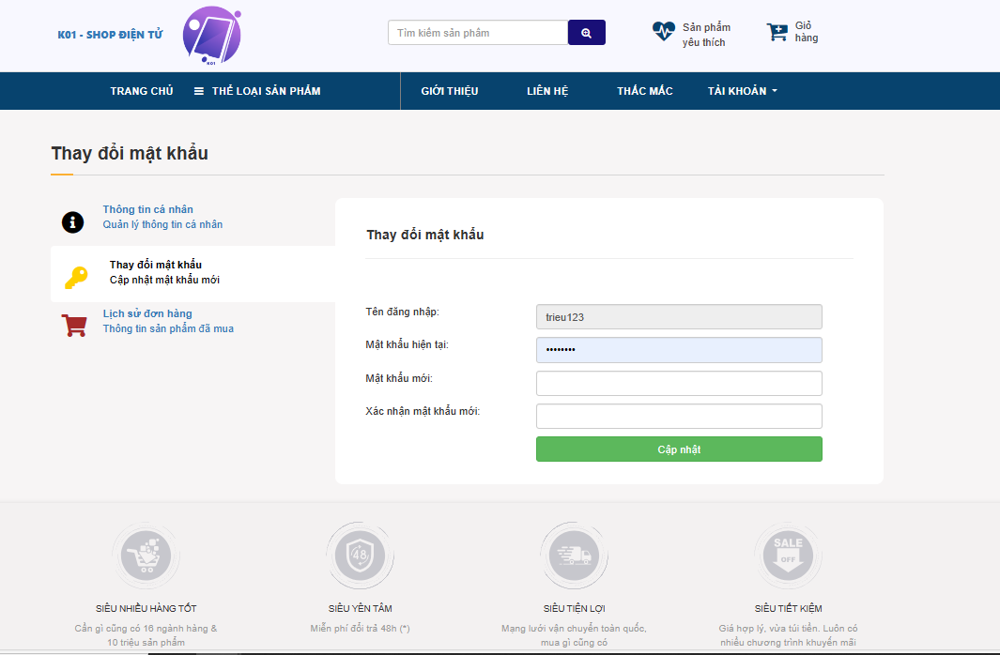 K01 - SHOP ĐIỆN TỬ
K01
Tìm kiếm sản phẩm
Sản phẩm
yêu thích
Giỏ
hàng
TRANG CHỦ
THỂ LOẠI SẢN PHẨM
GIỚI THIỆU
LIÊN HỆ
THẮC MẮC
TÀI KHOẢN
Thay đổi mật khẩu
Thông tin cá nhân
Quản lý thông tin cá nhân
Thay đổi mật khẩu
Cập nhật mật khẩu mới
Lịch sử đơn hàng
Thông tin sản phẩm đã mua
Thay đổi mật khẩu
Tên đăng nhập:
trieu123
Mật khẩu hiện tại:
••••••••
Mật khẩu mới:
Xác nhận mật khẩu mới:
Cập nhật
SIÊU NHIỀU HÀNG TỐT
Cần gì cũng có 16 ngành hàng &
10 triệu sản phẩm
48
SIÊU YÊN TÂM
Miễn phí đổi trả 48h (*)
SIÊU TIỆN LỢI
Mạng lưới vận chuyển toàn quốc,
mua gì cũng có
SALE
OFF
SIÊU TIẾT KIỆM
Giá hợp lý, vừa túi tiền. Luôn có
nhiều chương trình khuyến mãi